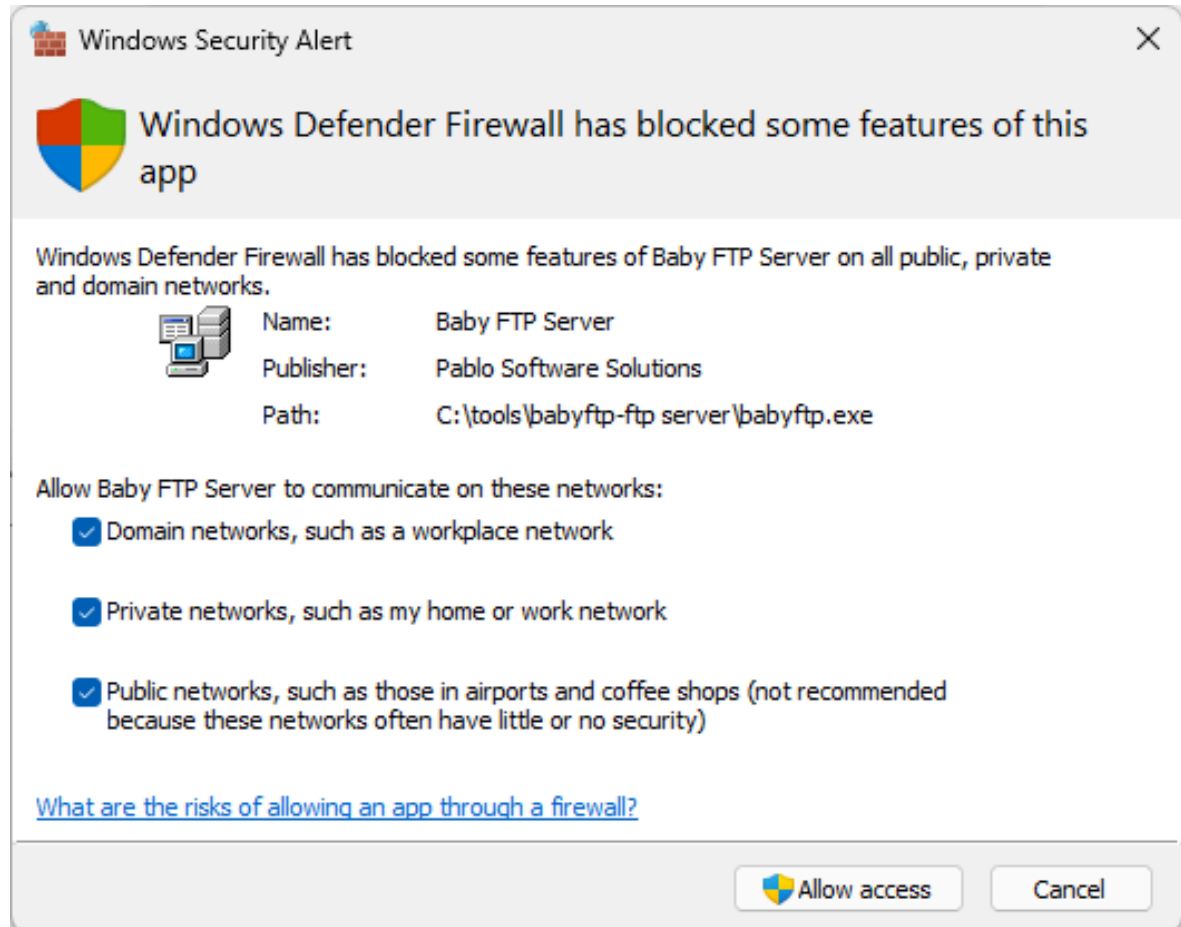 Windows Security Alert
Windows Defender Firewall has blocked some features of this
app
Windows Defender Firewall has blocked some features of Baby FTP Server on all public, private
and domain networks.
Name: Baby FTP Server
Publisher: Pablo Software Solutions
Path: C:\tools\babyftp-ftp server\babyftp.exe
Allow Baby FTP Server to communicate on these networks:
Domain networks, such as a workplace network
Private networks, such as my home or work network
Public networks, such as those in airports and coffee shops (not recommended
because these networks often have little or no security)
What are the risks of allowing an app through a firewall?
Allow access Cancel